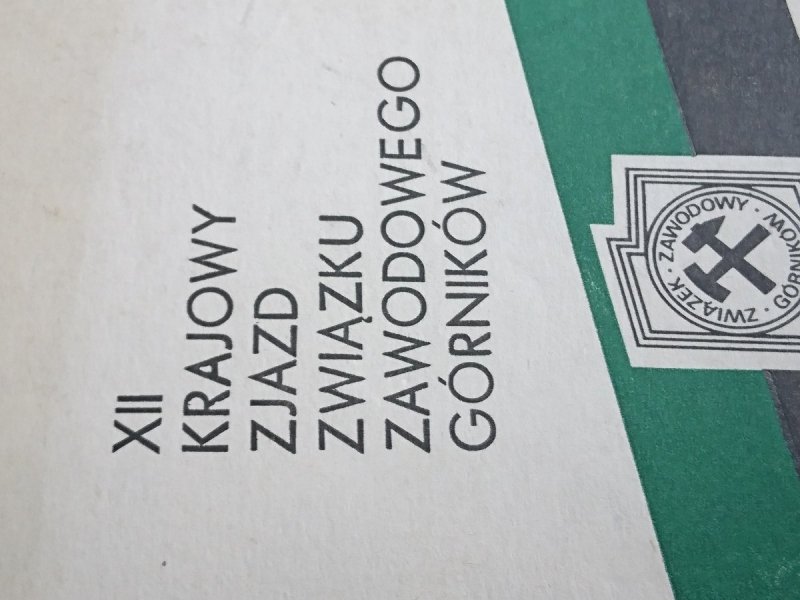 XII
KRAJOWY
ZJAZD
ZWIĄZKU
ZAWODOWEGO
GÓRNIKÓW
ZWIĄZEK · ZAWODOWY · GÓRNIKÓW ·